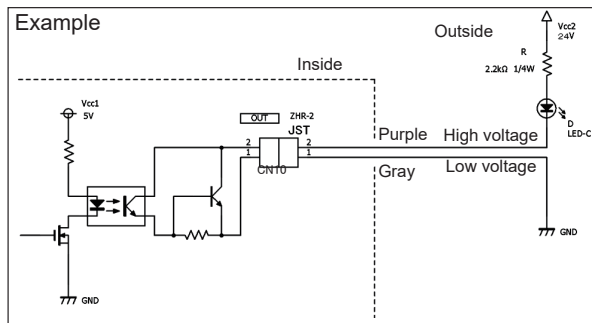 Example
Outside
Vcc2
24V
R
2.2kΩ 1/4W
Inside
Vcc1
5V
OUT
ZHR-2
JST
D
LED-C
2
2
Purple
High voltage
1
1
CN10
Gray
Low voltage
GND
GND